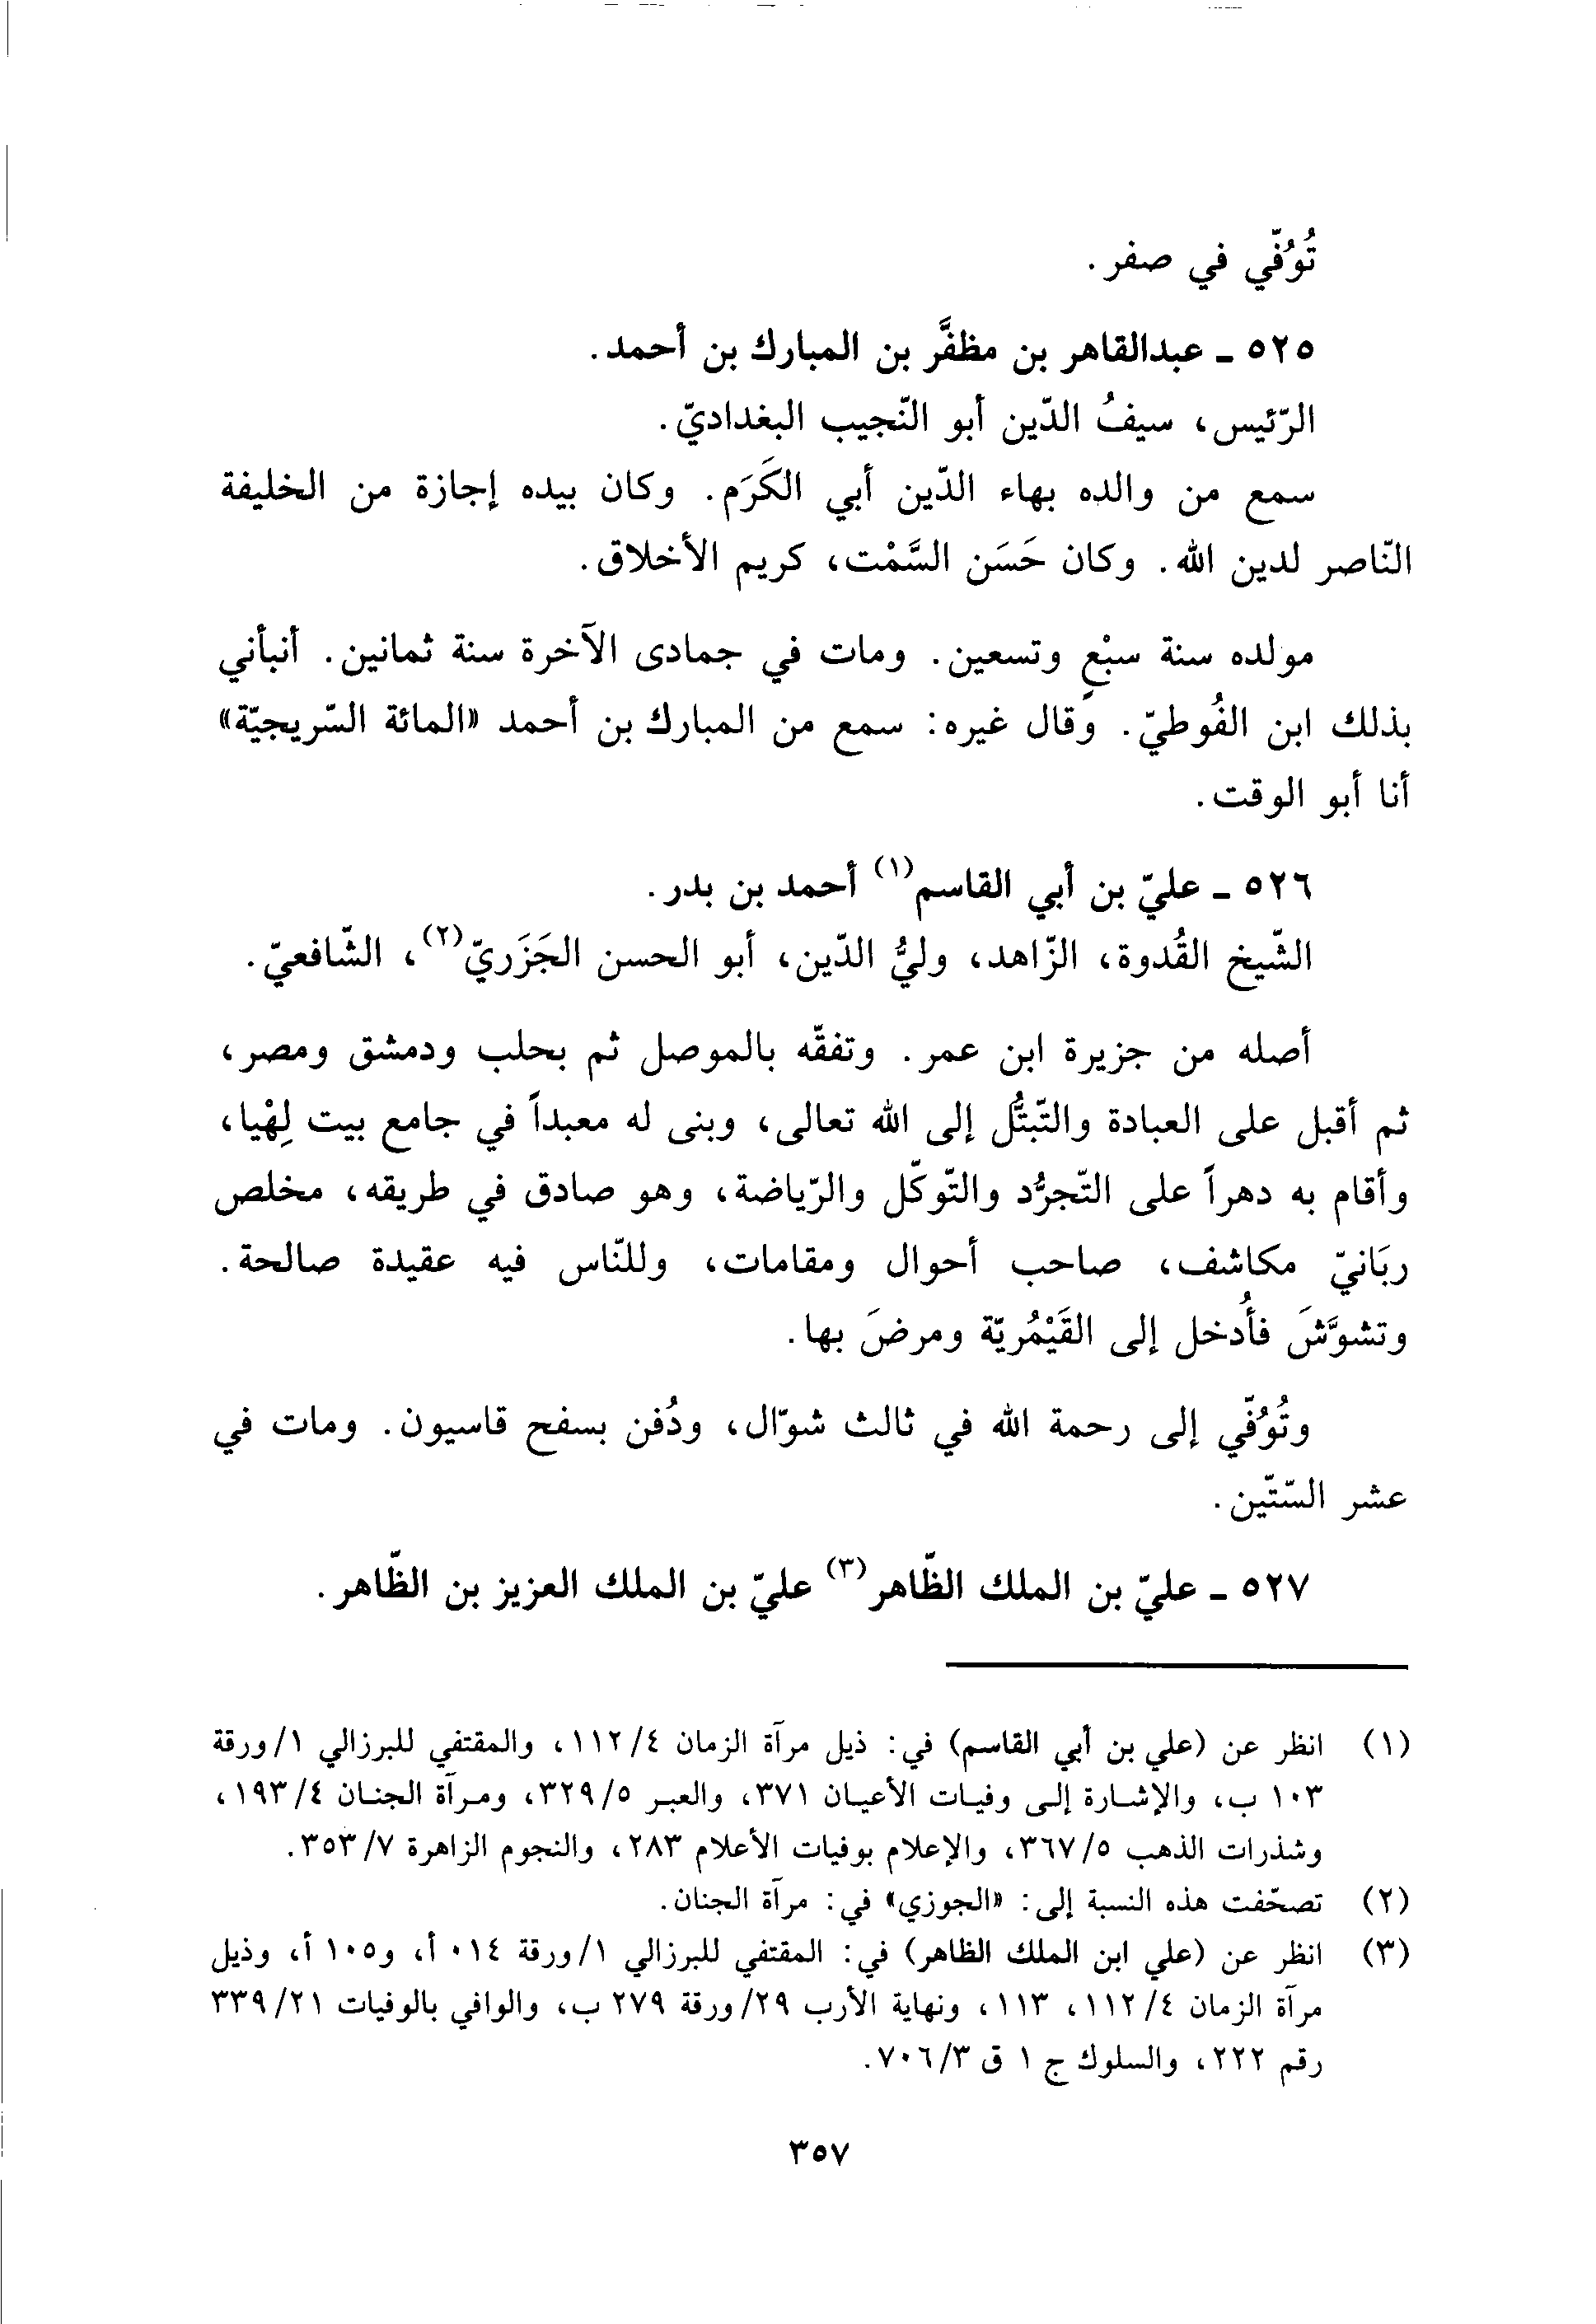 تُوُفّي في صفر.
٥٢٥ ـ عبدالقاهر بن مظفَّر بن المبارك بن أحمد.
الرّئيس، سيفُ الدّين أبو النّجيب البغداديّ.
سمع من والده بهاء الدّين أبي الكَرَم. وكان بيده إجازة من الخليفة
النّاصر لدين الله. وكان حَسَن السَّمْت، كريم الأخلاق.
مولده سنة سبْعٍ وتسعين. ومات في جمادى الآخرة سنة ثمانين. أنبأني
بذلك ابن الفُوطيّ. وقال غيره: سمع من المبارك بن أحمد «المائة السّريجيّة»
أنا أبو الوقت.
٥٢٦ ـ عليّ بن أبي القاسم(١) أحمد بن بدر.
الشّيخ القُدوة، الزّاهد، وليُّ الدّين، أبو الحسن الجَزَريّ(٢)، الشّافعيّ.
أصله من جزيرة ابن عمر. وتفقّه بالموصل ثم بحلب ودمشق ومصر،
ثم أقبل على العبادة والتّبتُّل إلى الله تعالى، وبنى له معبداً في جامع بيت لِهْيا،
وأقام به دهراً على التّجرُّد والتّوكّل والرّياضة، وهو صادق في طريقه، مخلص
ربَانيّ مكاشف، صاحب أحوال ومقامات، وللنّاس فيه عقيدة صالحة.
وتشوَّشَ فأُدخل إلى القَيْمُريّة ومرضَ بها.
وتُوُفّي إلى رحمة الله في ثالث شوّال، ودُفن بسفح قاسيون. ومات في
عشر السّتّين.
٥٢٧ ـ عليّ بن الملك الظّاهر(٣) عليّ بن الملك العزيز بن الظّاهر.
(١) انظر عن (علي بن أبي القاسم) في: ذيل مرآة الزمان ٤/١١٢، والمقتفي للبرزالي ١/ورقة
١٠٣ ب، والإشارة إلى وفيات الأعيان ٣٧١، والعبر ٥/٣٢٩، ومرآة الجنان ٤/١٩٣،
وشذرات الذهب ٥/٣٦٧، والإعلام بوفيات الأعلام ٢٨٣، والنجوم الزاهرة ٧/٣٥٣.
(٢) تصحّفت هذه النسبة إلى: «الجوزي» في: مرآة الجنان.
(٣) انظر عن (علي ابن الملك الظاهر) في: المقتفي للبرزالي ١/ورقة ٠١٤ أ، و١٠٥ أ، وذيل
مرآة الزمان ٤/١١٢، ١١٣، ونهاية الأرب ٢٩/ورقة ٢٧٩ ب، والوافي بالوفيات ٢١/٣٣٩
رقم ٢٢٢، والسلوك ج ١ ق ٣/٧٠٦.
٣٥٧